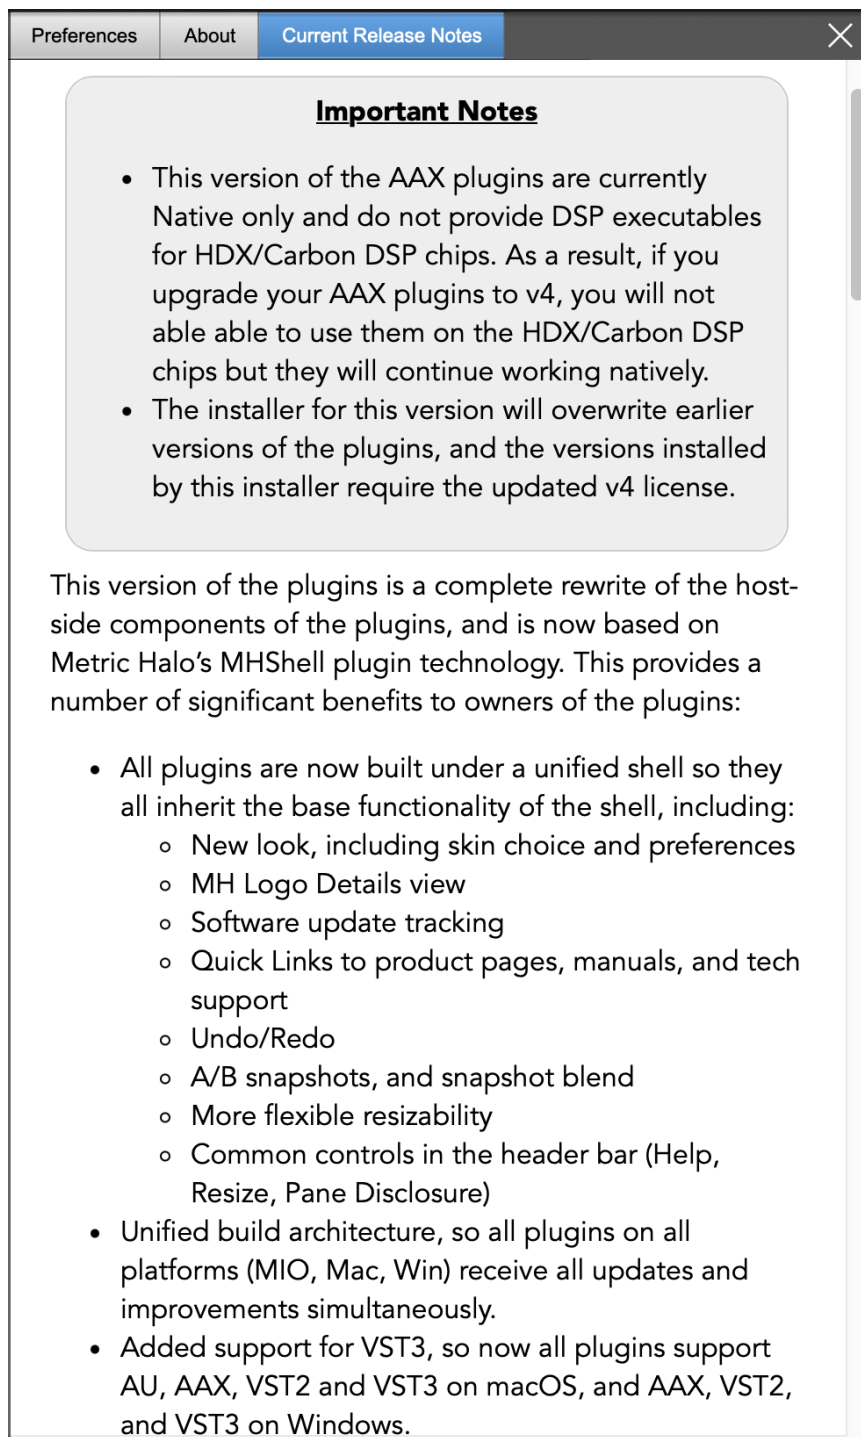 Preferences
About
Current Release Notes
Important Notes
• This version of the AAX plugins are currently
Native only and do not provide DSP executables
for HDX/Carbon DSP chips. As a result, if you
upgrade your AAX plugins to v4, you will not
able able to use them on the HDX/Carbon DSP
chips but they will continue working natively.
• The installer for this version will overwrite earlier
versions of the plugins, and the versions installed
by this installer require the updated v4 license.
This version of the plugins is a complete rewrite of the host-
side components of the plugins, and is now based on
Metric Halo’s MHShell plugin technology. This provides a
number of significant benefits to owners of the plugins:
• All plugins are now built under a unified shell so they
all inherit the base functionality of the shell, including:
◦ New look, including skin choice and preferences
◦ MH Logo Details view
◦ Software update tracking
◦ Quick Links to product pages, manuals, and tech
support
◦ Undo/Redo
◦ A/B snapshots, and snapshot blend
◦ More flexible resizability
◦ Common controls in the header bar (Help,
Resize, Pane Disclosure)
• Unified build architecture, so all plugins on all
platforms (MIO, Mac, Win) receive all updates and
improvements simultaneously.
• Added support for VST3, so now all plugins support
AU, AAX, VST2 and VST3 on macOS, and AAX, VST2,
and VST3 on Windows.